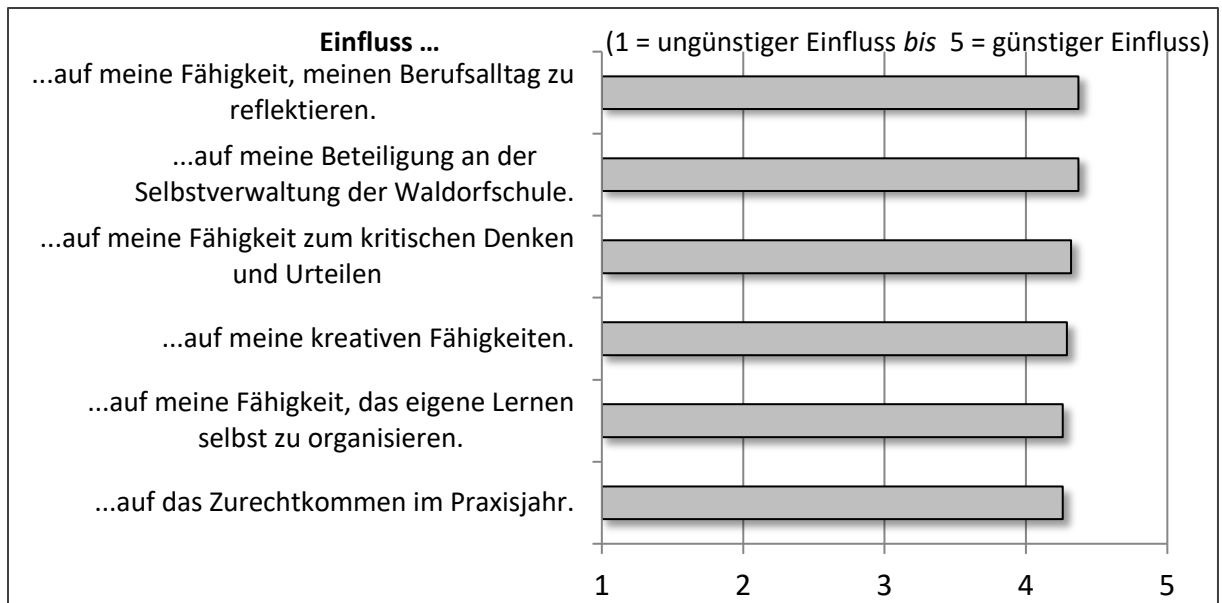 Einfluss ...
(1 = ungünstiger Einfluss bis 5 = günstiger Einfluss)
...auf meine Fähigkeit, meinen Berufsalltag zu
reflektieren.
...auf meine Beteiligung an der
Selbstverwaltung der Waldorfschule.
...auf meine Fähigkeit zum kritischen Denken
und Urteilen
...auf meine kreativen Fähigkeiten.
...auf meine Fähigkeit, das eigene Lernen
selbst zu organisieren.
...auf das Zurechtkommen im Praxisjahr.
1 2 3 4 5